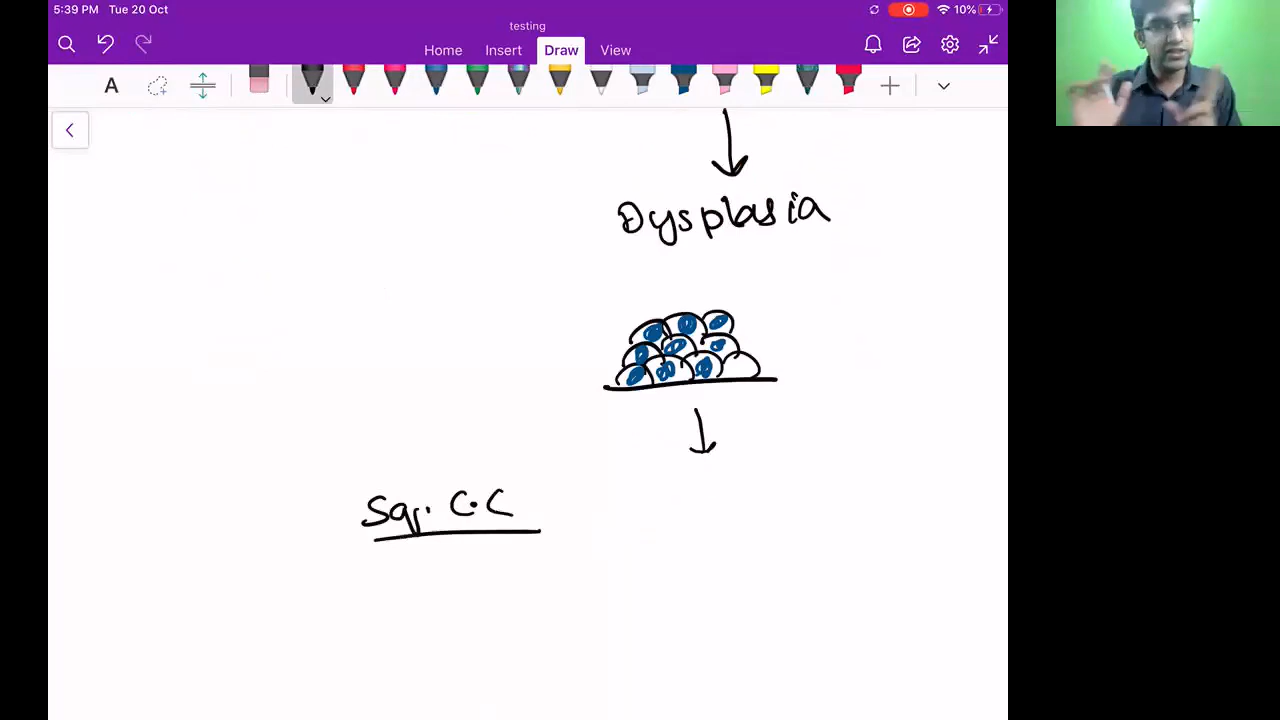 5:39 PM Tue 20 Oct
10%
testing
Home Insert Draw View
A
Dysplasia
Sq. C.C